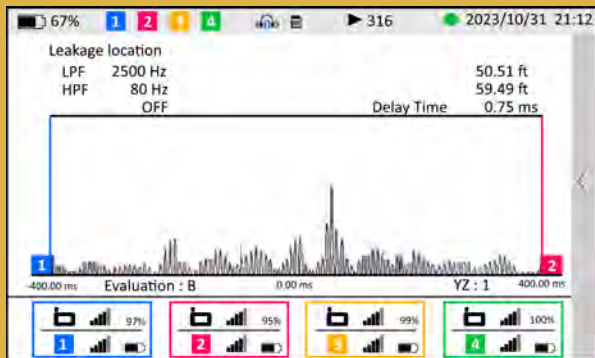 67% 1 2 3 4 316 2023/10/31 21:12
Leakage location
LPF 2500 Hz 50.51 ft
HPF 80 Hz 59.49 ft
OFF Delay Time 0.75 ms
1 2
-400.00 ms Evaluation : B 0.00 ms YZ : 1 400.00 ms
97% 95% 99% 100%
1 2 3 4